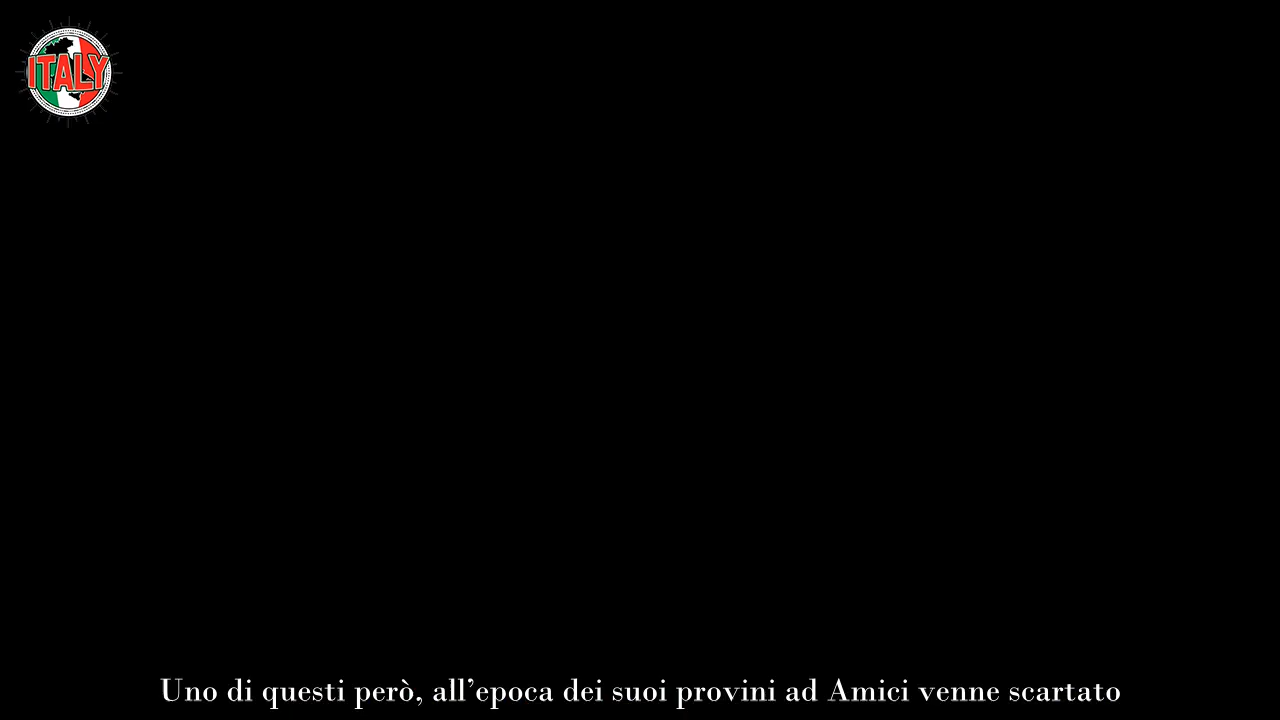 ITALY
Uno di questi però, all’epoca dei suoi provini ad Amici venne scartato